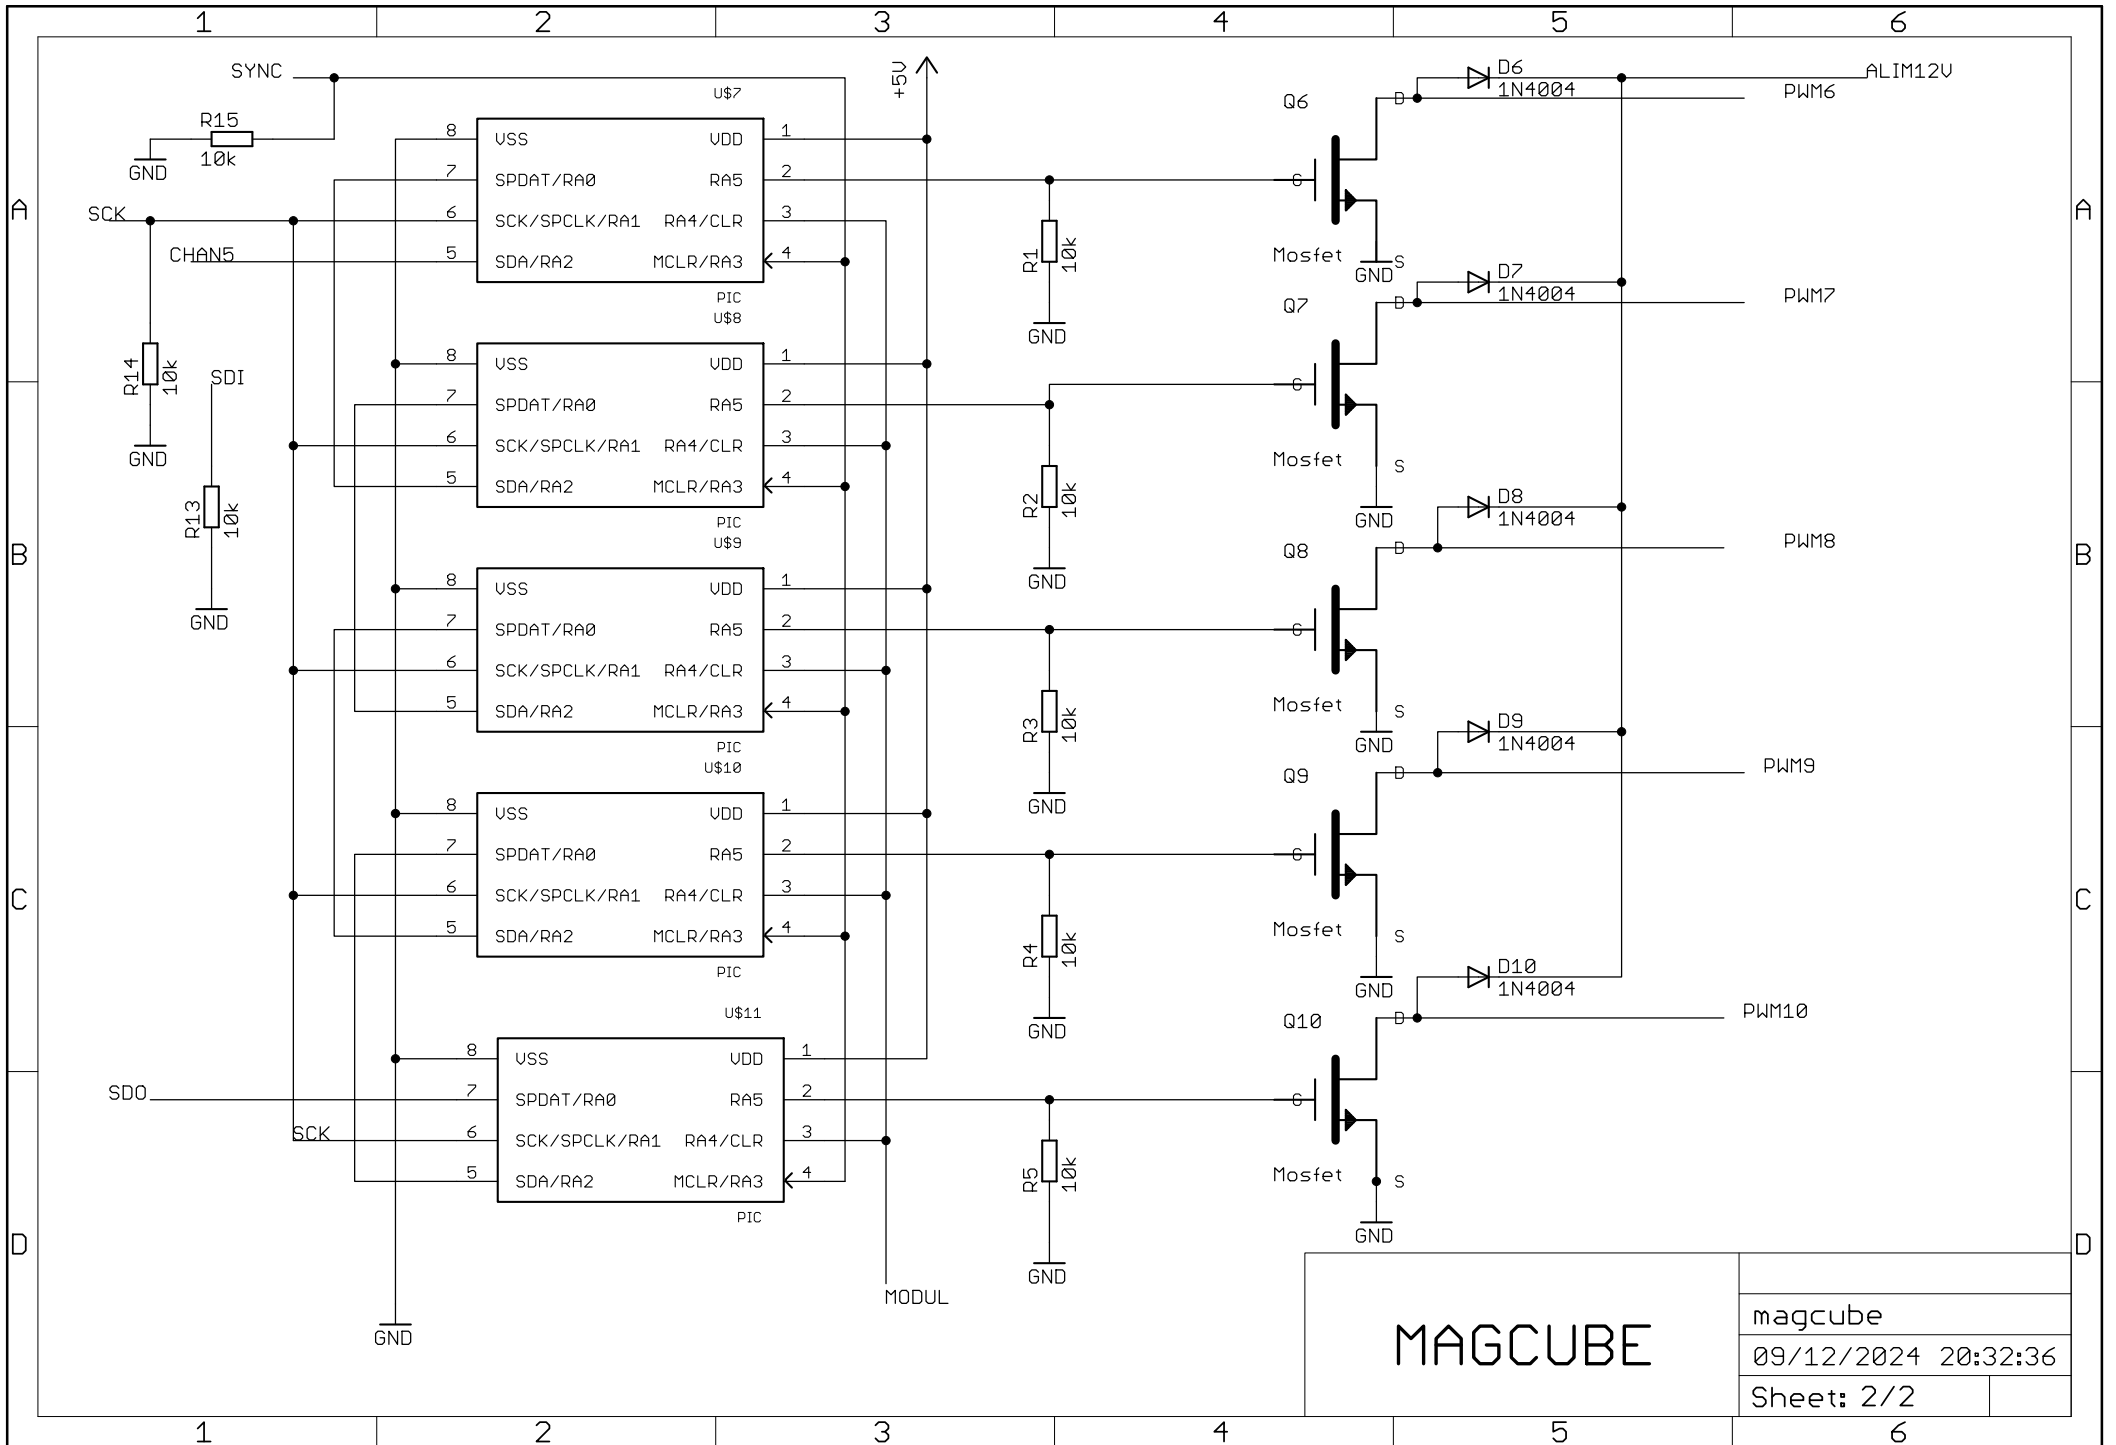 1 2 3 4 5 6
SYNC
+5V
D6
ALIM12V
U$7
1N4004
PWM6
Q6
D
R15
10k
GND
8 VSS VDD 1
7 SPDAT/RA0 RA5 2
G
A
A
SCK
6 SCK/SPCLK/RA1 RA4/CLR 3
CHAN5
5 SDA/RA2 MCLR/RA3 4
R1
10k
Mosfet
GND
S
PIC
U$8
D7
1N4004
PWM7
Q7
D
GND
8 VSS VDD 1
R14
10k
SDI
7 SPDAT/RA0 RA5 2
G
GND
6 SCK/SPCLK/RA1 RA4/CLR 3
Mosfet
S
5 SDA/RA2 MCLR/RA3 4
R2
10k
R13
10k
PIC
U$9
D8
1N4004
GND
PWM8
Q8
D
B
B
GND
8 VSS VDD 1
GND
7 SPDAT/RA0 RA5 2
G
6 SCK/SPCLK/RA1 RA4/CLR 3
5 SDA/RA2 MCLR/RA3 4
R3
10k
Mosfet
S
D9
1N4004
GND
PIC
U$10
PWM9
Q9
D
GND
8 VSS VDD 1
7 SPDAT/RA0 RA5 2
G
C
C
6 SCK/SPCLK/RA1 RA4/CLR 3
5 SDA/RA2 MCLR/RA3 4
R4
10k
Mosfet
S
PIC
D10
1N4004
GND
U$11
GND
Q10
D
PWM10
8 VSS VDD 1
SDO
7 SPDAT/RA0 RA5 2
G
SCK
6 SCK/SPCLK/RA1 RA4/CLR 3
5 SDA/RA2 MCLR/RA3 4
R5
10k
Mosfet
S
PIC
GND
D
D
GND
MODUL
GND
MAGCUBE
magcube
09/12/2024 20:32:36
Sheet: 2/2
1 2 3 4 5 6